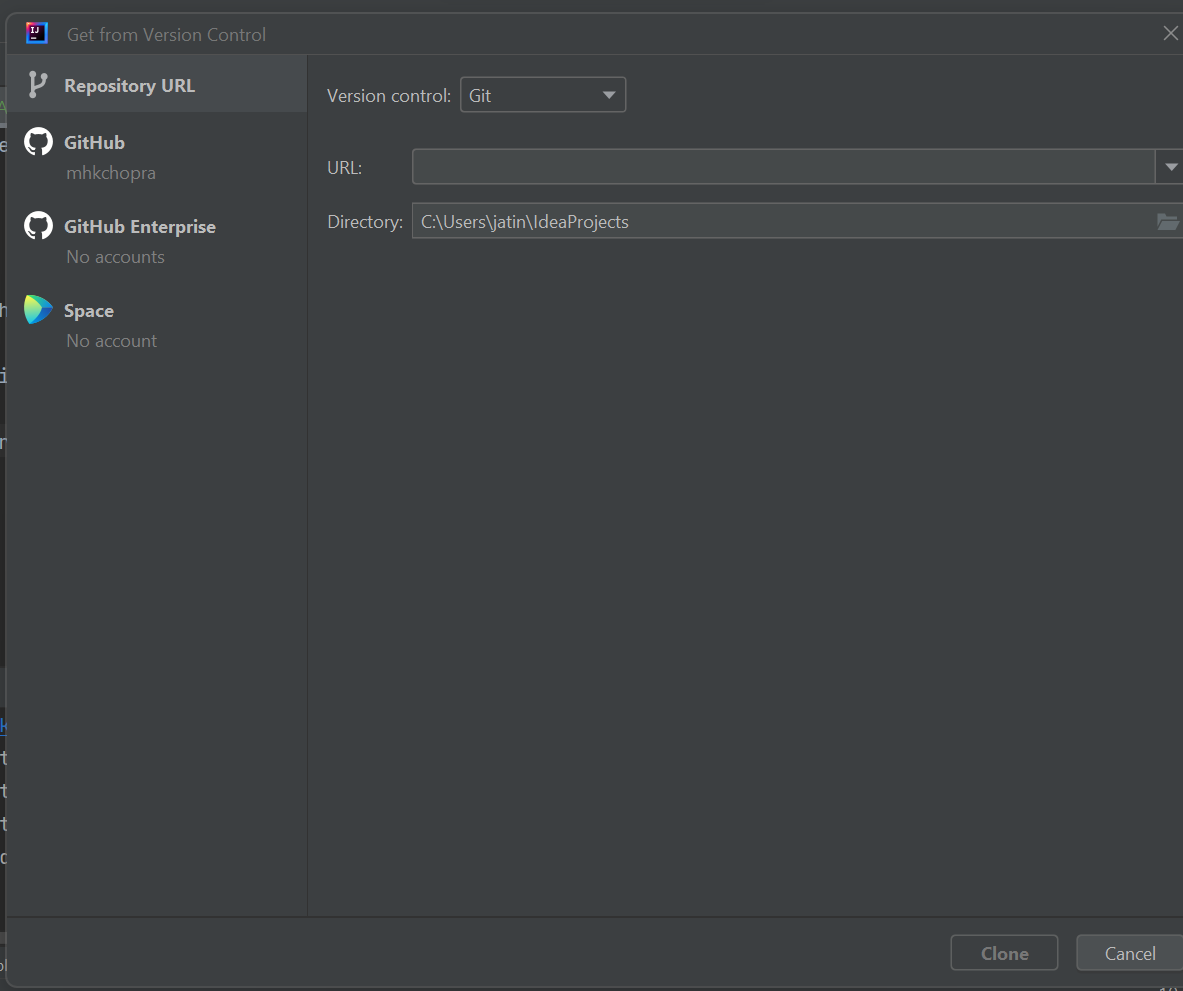 Get from Version Control
Repository URL
GitHub
mhkchopra
GitHub Enterprise
No accounts
Space
No account
Version control: Git
URL:
Directory: C:\Users\jatin\IdeaProjects
Clone
Cancel